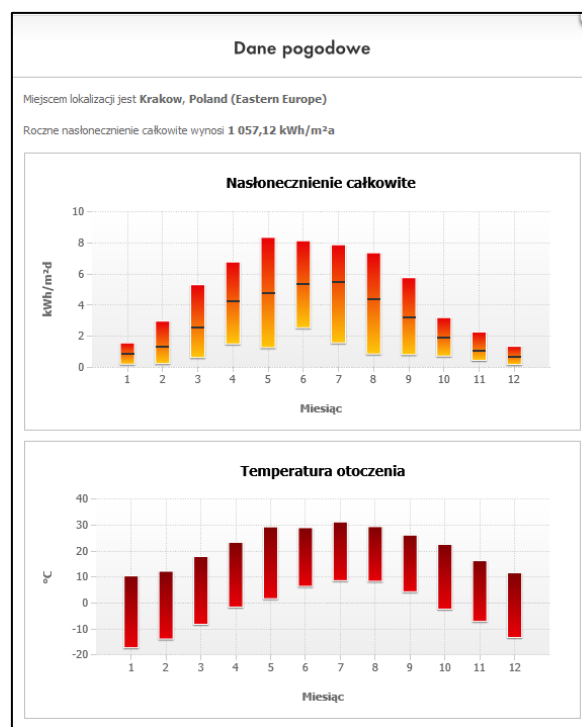 Dane pogodowe
Miejscem lokalizacji jest Krakow, Poland (Eastern Europe)
Roczne nasłonecznienie całkowite wynosi 1 057,12 kWh/m²a
Nasłonecznienie całkowite
10
8
6
4
2
0
kWh/m²d
1 2 3 4 5 6 7 8 9 10 11 12
Miesiąc
Temperatura otoczenia
40
30
20
10
0
-10
-20
°C
1 2 3 4 5 6 7 8 9 10 11 12
Miesiąc